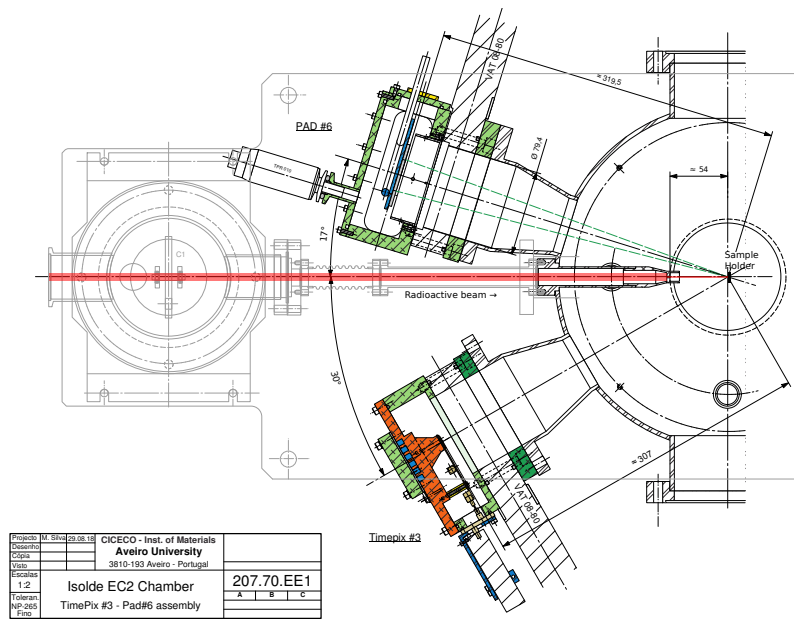 VAT 08-80
≈ 319.5
PAD #6
Ø 79.4
TPR 010
≈ 54
17°
C1
Sample
Holder
Radioactive beam →
30°
≈ 307
VAT 08-80
Timepix #3
Projecto M. Silva 29.08.18
Desenho
Cópia
Visto
CICECO - Inst. of Materials
Aveiro University
3810-193 Aveiro - Portugal
Escalas
1:2
Toleran.
NP-265
Fino
Isolde EC2 Chamber
TimePix #3 - Pad#6 assembly
207.70.EE1
A B C